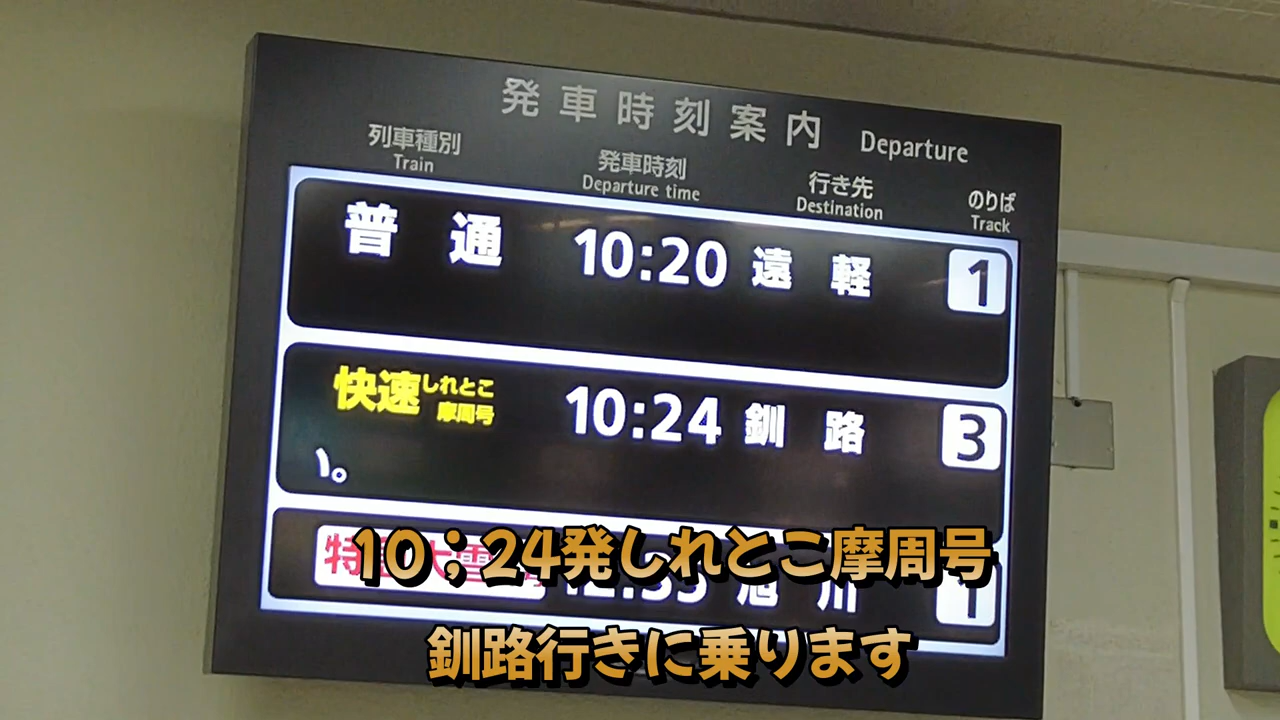 発車時刻案内 Departure
列車種別 発車時刻 行き先 のりば
Train Departure time Destination Track
普通 10:20 遠軽 1
快速 しれとこ摩周号 10:24 釧路 3
い。
旭川 1
10；24発しれとこ摩周号
釧路行きに乗ります